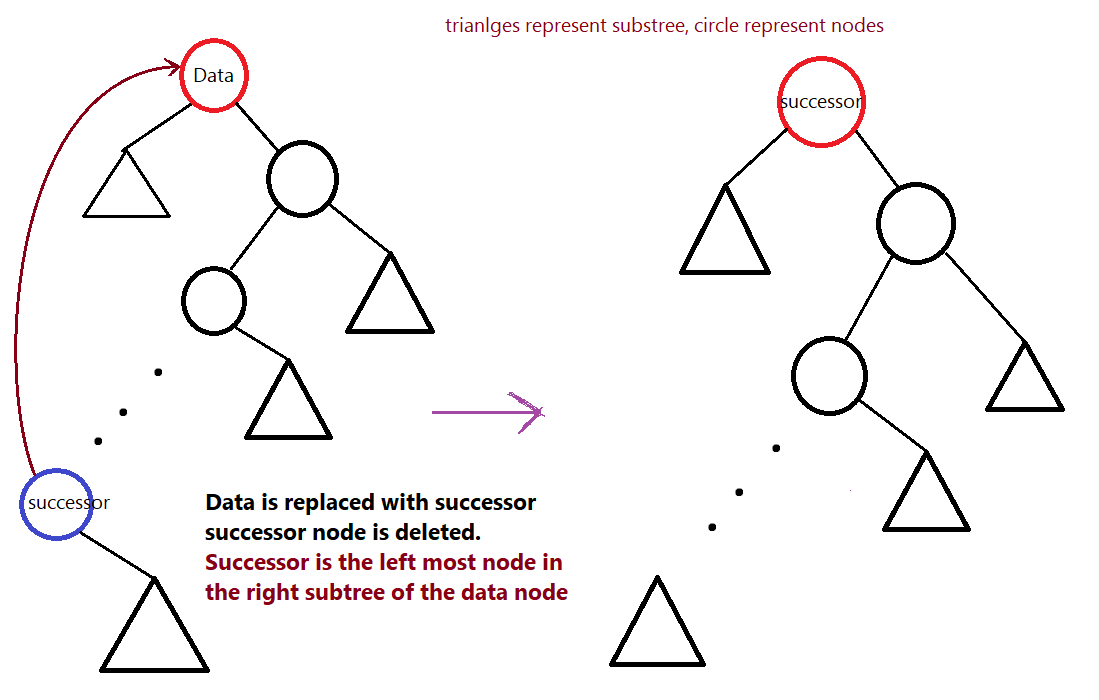 trianlges represent substree, circle represent nodes
Data
successor
successor
Data is replaced with successor
successor node is deleted.
Successor is the left most node in
the right subtree of the data node